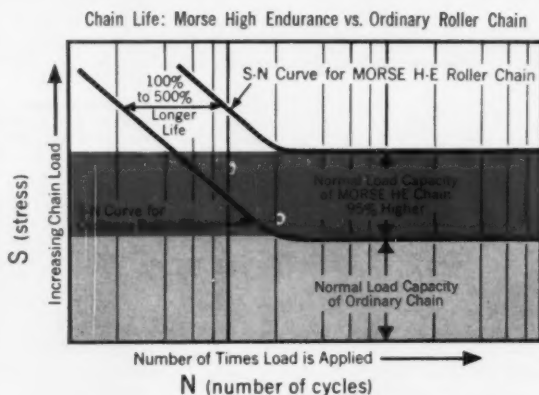 Chain Life: Morse High Endurance vs. Ordinary Roller Chain
100%
to 500%
Longer
Life
S-N Curve for MORSE H-E Roller Chain
Normal Load Capacity
of MORSE HE Chain
95% Higher
S-N Curve for
Normal Load Capacity
of Ordinary Chain
S (stress)
Increasing Chain Load
Number of Times Load is Applied
N (number of cycles)